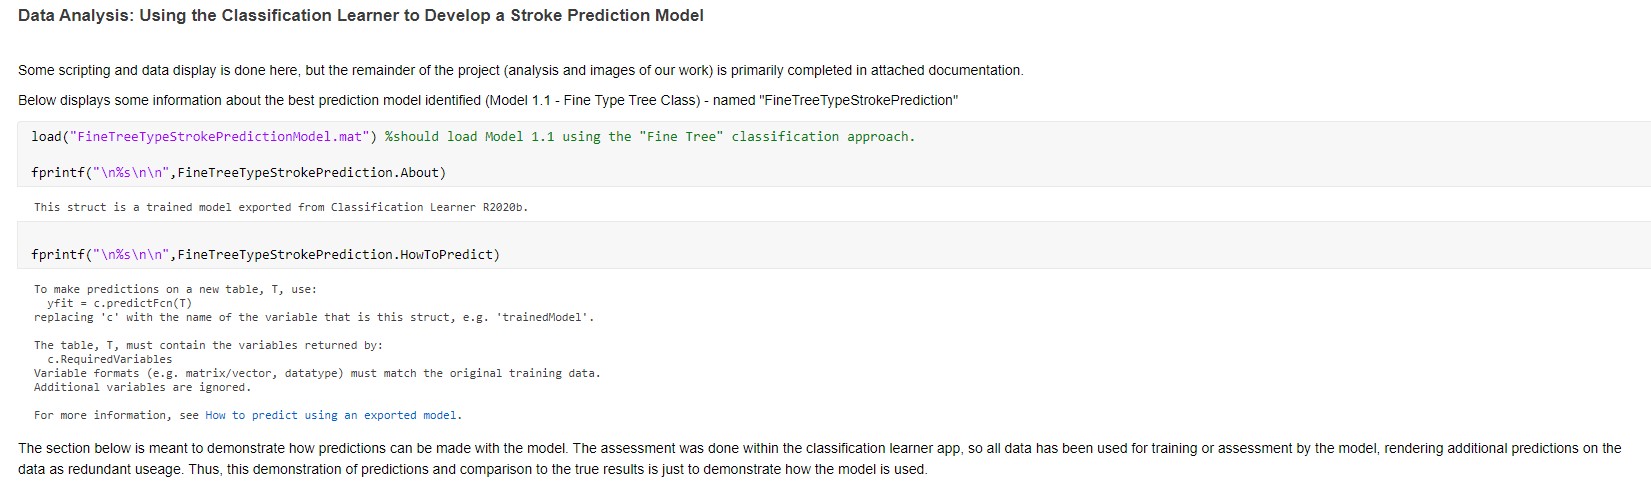 Data Analysis: Using the Classification Learner to Develop a Stroke Prediction Model
Some scripting and data display is done here, but the remainder of the project (analysis and images of our work) is primarily completed in attached documentation.
Below displays some information about the best prediction model identified (Model 1.1 - Fine Type Tree Class) - named "FineTreeTypeStrokePrediction"
load("FineTreeTypeStrokePredictionModel.mat") %should load Model 1.1 using the "Fine Tree" classification approach.
fprintf("\n%s\n\n",FineTreeTypeStrokePrediction.About)
This struct is a trained model exported from Classification Learner R2020b.
fprintf("\n%s\n\n",FineTreeTypeStrokePrediction.HowToPredict)
To make predictions on a new table, T, use:
yfit = c.predictFcn(T)
replacing 'c' with the name of the variable that is this struct, e.g. 'trainedModel'.
The table, T, must contain the variables returned by:
c.RequiredVariables
Variable formats (e.g. matrix/vector, datatype) must match the original training data.
Additional variables are ignored.
For more information, see How to predict using an exported model.
The section below is meant to demonstrate how predictions can be made with the model. The assessment was done within the classification learner app, so all data has been used for training or assessment by the model, rendering additional predictions on the
data as redundant useage. Thus, this demonstration of predictions and comparison to the true results is just to demonstrate how the model is used.